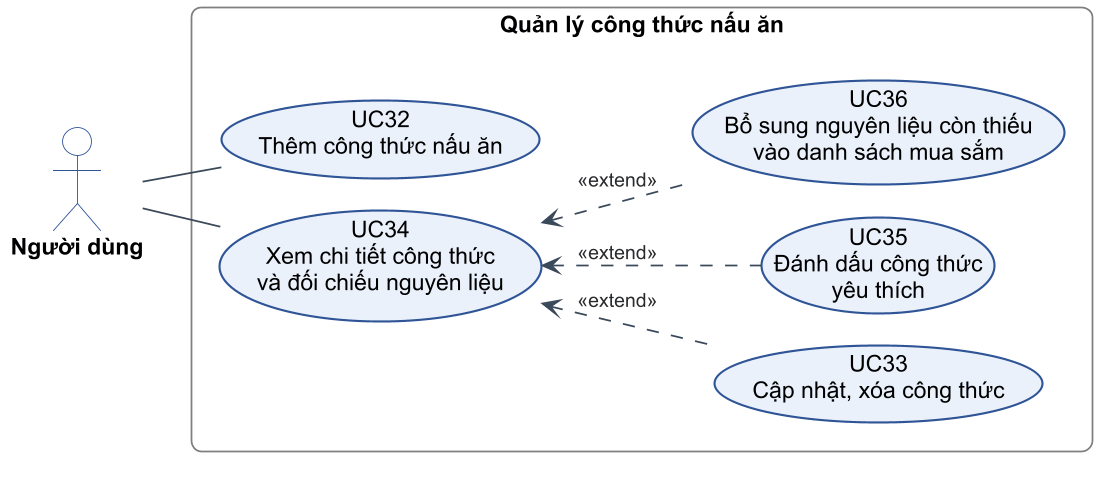 Quản lý công thức nấu ăn
Người dùng
UC32
Thêm công thức nấu ăn
UC34
Xem chi tiết công thức
và đối chiếu nguyên liệu
«extend»
«extend»
«extend»
UC36
Bổ sung nguyên liệu còn thiếu
vào danh sách mua sắm
UC35
Đánh dấu công thức
yêu thích
UC33
Cập nhật, xóa công thức